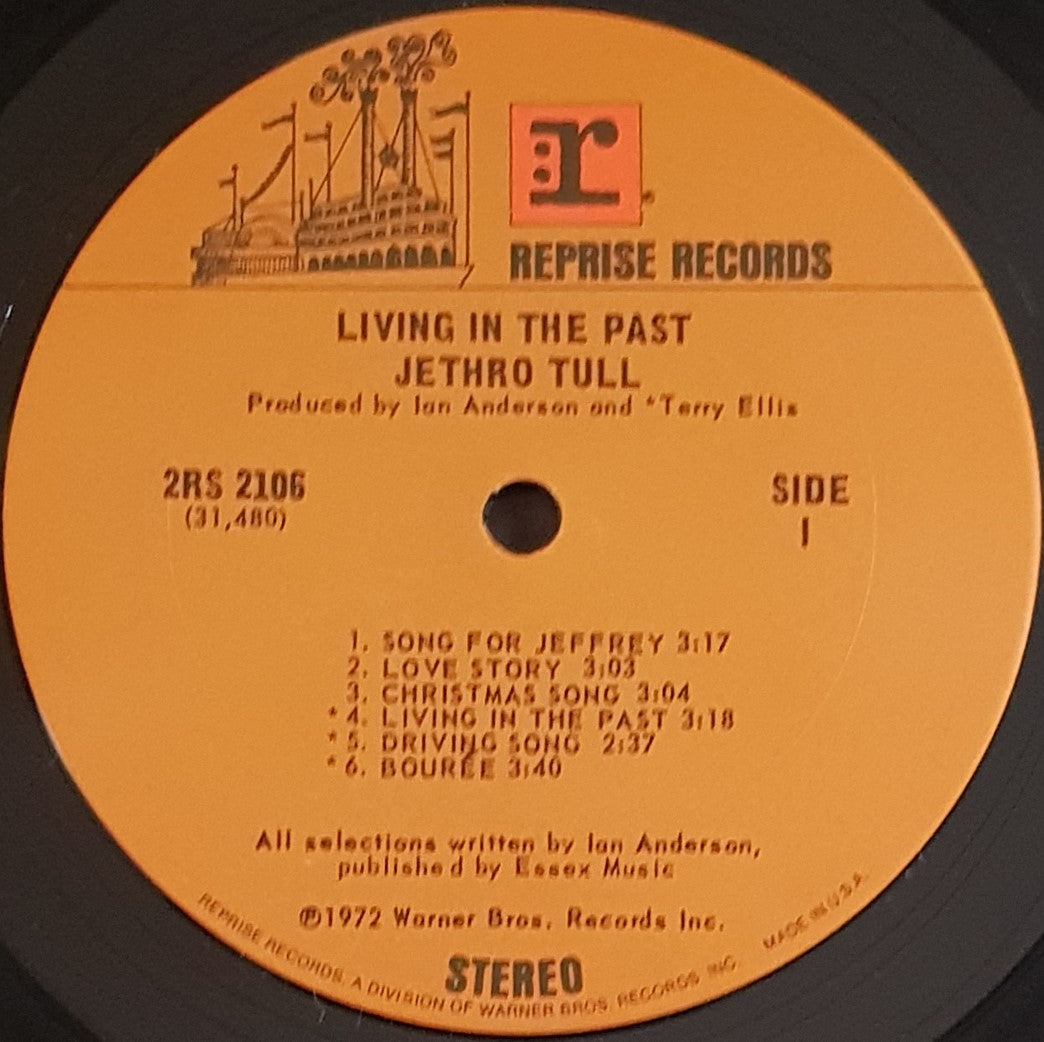 r
REPRISE RECORDS
LIVING IN THE PAST
JETHRO TULL
Produced by Ian Anderson and *Terry Ellis
2RS 2106
(31,480)
SIDE
1
1. SONG FOR JEFFREY 3:17
2. LOVE STORY 3:03
3. CHRISTMAS SONG 3:04
* 4. LIVING IN THE PAST 3:18
* 5. DRIVING SONG 2:37
* 6. BOURÉE 3:40
All selections written by Ian Anderson,
published by Essex Music
℗1972 Warner Bros. Records Inc.
STEREO
REPRISE RECORDS, A DIVISION OF WARNER BROS. RECORDS INC. MADE IN U.S.A.